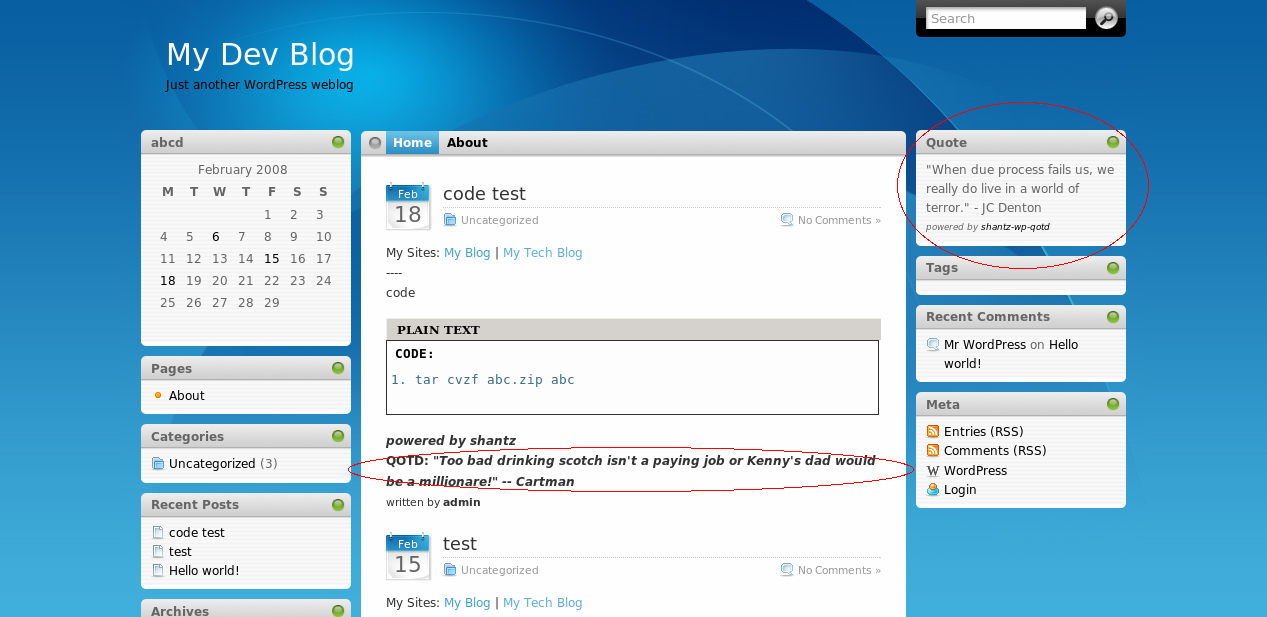 Search
My Dev Blog
Just another WordPress weblog
abcd
February 2008
M T W T F S S
1 2 3
4 5 6 7 8 9 10
11 12 13 14 15 16 17
18 19 20 21 22 23 24
25 26 27 28 29
Pages
About
Categories
Uncategorized (3)
Recent Posts
code test
test
Hello world!
Archives
Home About
Feb
18
code test
Uncategorized No Comments »
My Sites: My Blog | My Tech Blog
----
code
PLAIN TEXT
CODE:
1. tar cvzf abc.zip abc
powered by shantz
QOTD: "Too bad drinking scotch isn't a paying job or Kenny's dad would
be a millionare!" -- Cartman
written by admin
Feb
15
test
Uncategorized No Comments »
My Sites: My Blog | My Tech Blog
Quote
"When due process fails us, we
really do live in a world of
terror." - JC Denton
powered by shantz-wp-qotd
Tags
Recent Comments
Mr WordPress on Hello
world!
Meta
Entries (RSS)
Comments (RSS)
W WordPress
Login